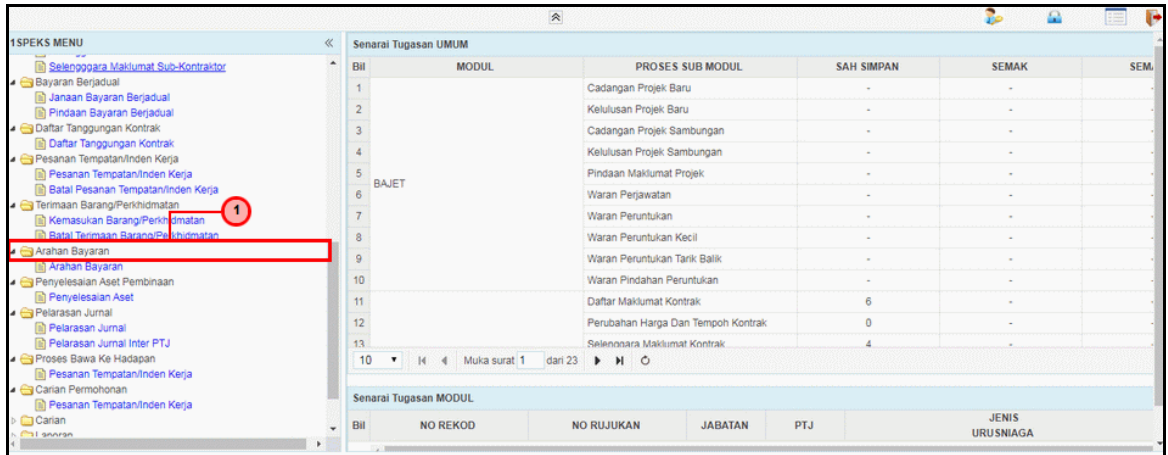 1SPEKS MENU
Selengggara Maklumat Sub-Kontraktor
Bayaran Berjadual
Janaan Bayaran Berjadual
Pindaan Bayaran Berjadual
Daftar Tanggungan Kontrak
Daftar Tanggungan Kontrak
Pesanan Tempatan/Inden Kerja
Pesanan Tempatan/Inden Kerja
Batal Pesanan Tempatan/Inden Kerja
Terimaan Barang/Perkhidmatan
Kemasukan Barang/Perkhidmatan
1
Batal Terimaan Barang/Perkhidmatan
Arahan Bayaran
Arahan Bayaran
Penyelesaian Aset Pembinaan
Penyelesaian Aset
Pelarasan Jurnal
Pelarasan Jurnal
Pelarasan Jurnal Inter PTJ
Proses Bawa Ke Hadapan
Pesanan Tempatan/Inden Kerja
Carian Permohonan
Pesanan Tempatan/Inden Kerja
Carian
Laporan
Senarai Tugasan UMUM
Bil MODUL PROSES SUB MODUL SAH SIMPAN SEMAK SEM
1 Cadangan Projek Baru - - -
2 Kelulusan Projek Baru - - -
3 Cadangan Projek Sambungan - - -
4 Kelulusan Projek Sambungan - - -
5 Pindaan Maklumat Projek - - -
BAJET
6 Waran Perjawatan - - -
7 Waran Peruntukan - - -
8 Waran Peruntukan Kecil - - -
9 Waran Peruntukan Tarik Balik - - -
10 Waran Pindahan Peruntukan - - -
11 Daftar Maklumat Kontrak 6 - -
12 Perubahan Harga Dan Tempoh Kontrak 0 - -
13 Selenggara Maklumat Kontrak 4 - -
10 Muka surat 1 dari 23
Senarai Tugasan MODUL
Bil NO REKOD NO RUJUKAN JABATAN PTJ JENIS URUSNIAGA